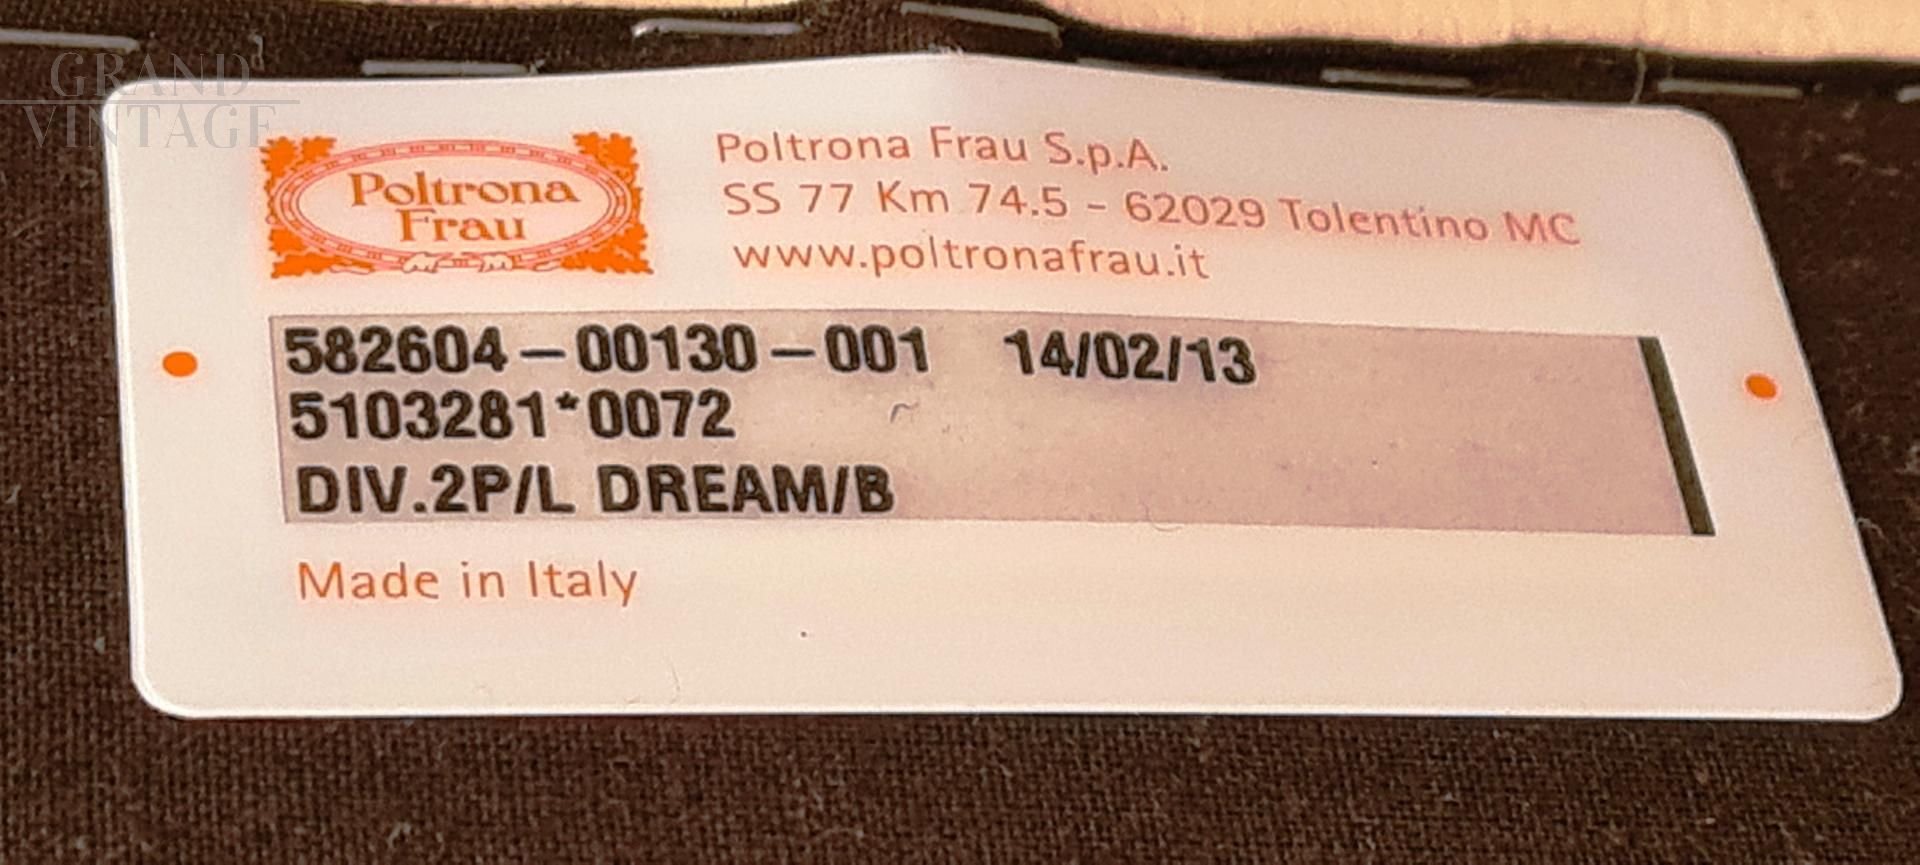 GRAND
VINTAGE
Poltrona
Frau
Poltrona Frau S.p.A.
SS 77 Km 74.5 - 62029 Tolentino MC
www.poltronafrau.it
582604-00130-001 14/02/13
5103281*0072
DIV.2P/L DREAM/B
Made in Italy